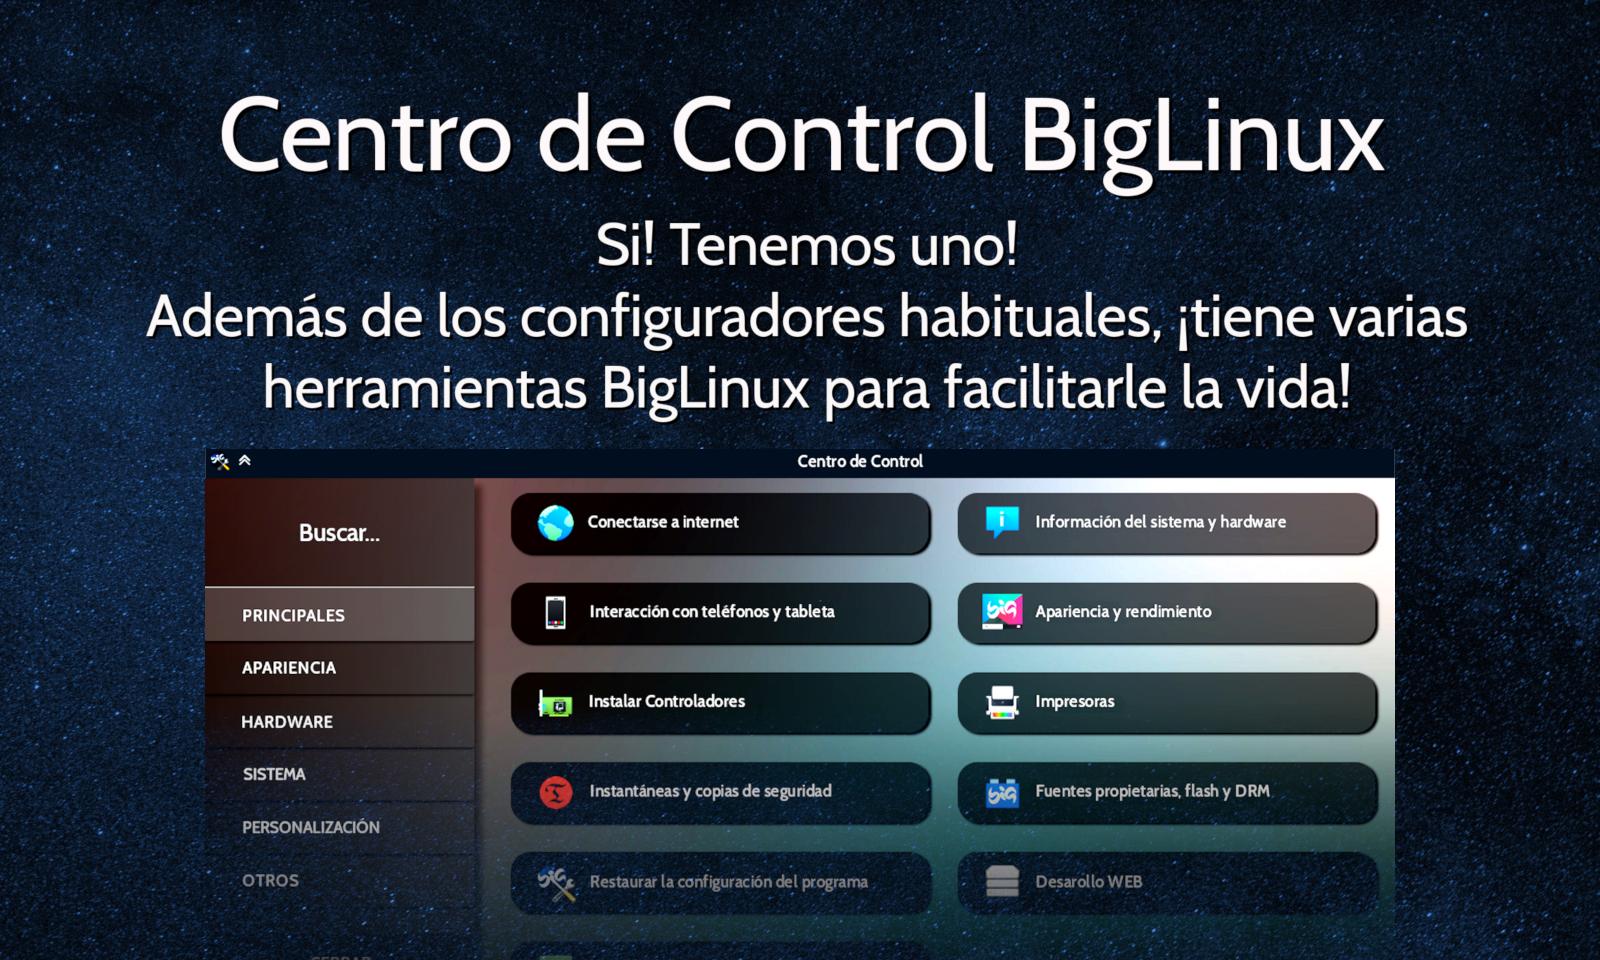 Centro de Control BigLinux
Si! Tenemos uno!
Además de los configuradores habituales, ¡tiene varias
herramientas BigLinux para facilitarle la vida!
Centro de Control
Buscar...
PRINCIPALES
APARIENCIA
HARDWARE
SISTEMA
PERSONALIZACIÓN
OTROS
CERRAR
Conectarse a internet
Información del sistema y hardware
Interacción con teléfonos y tableta
Apariencia y rendimiento
Instalar Controladores
Impresoras
Instantáneas y copias de seguridad
Fuentes propietarias, flash y DRM
Restaurar la configuración del programa
Desarollo WEB